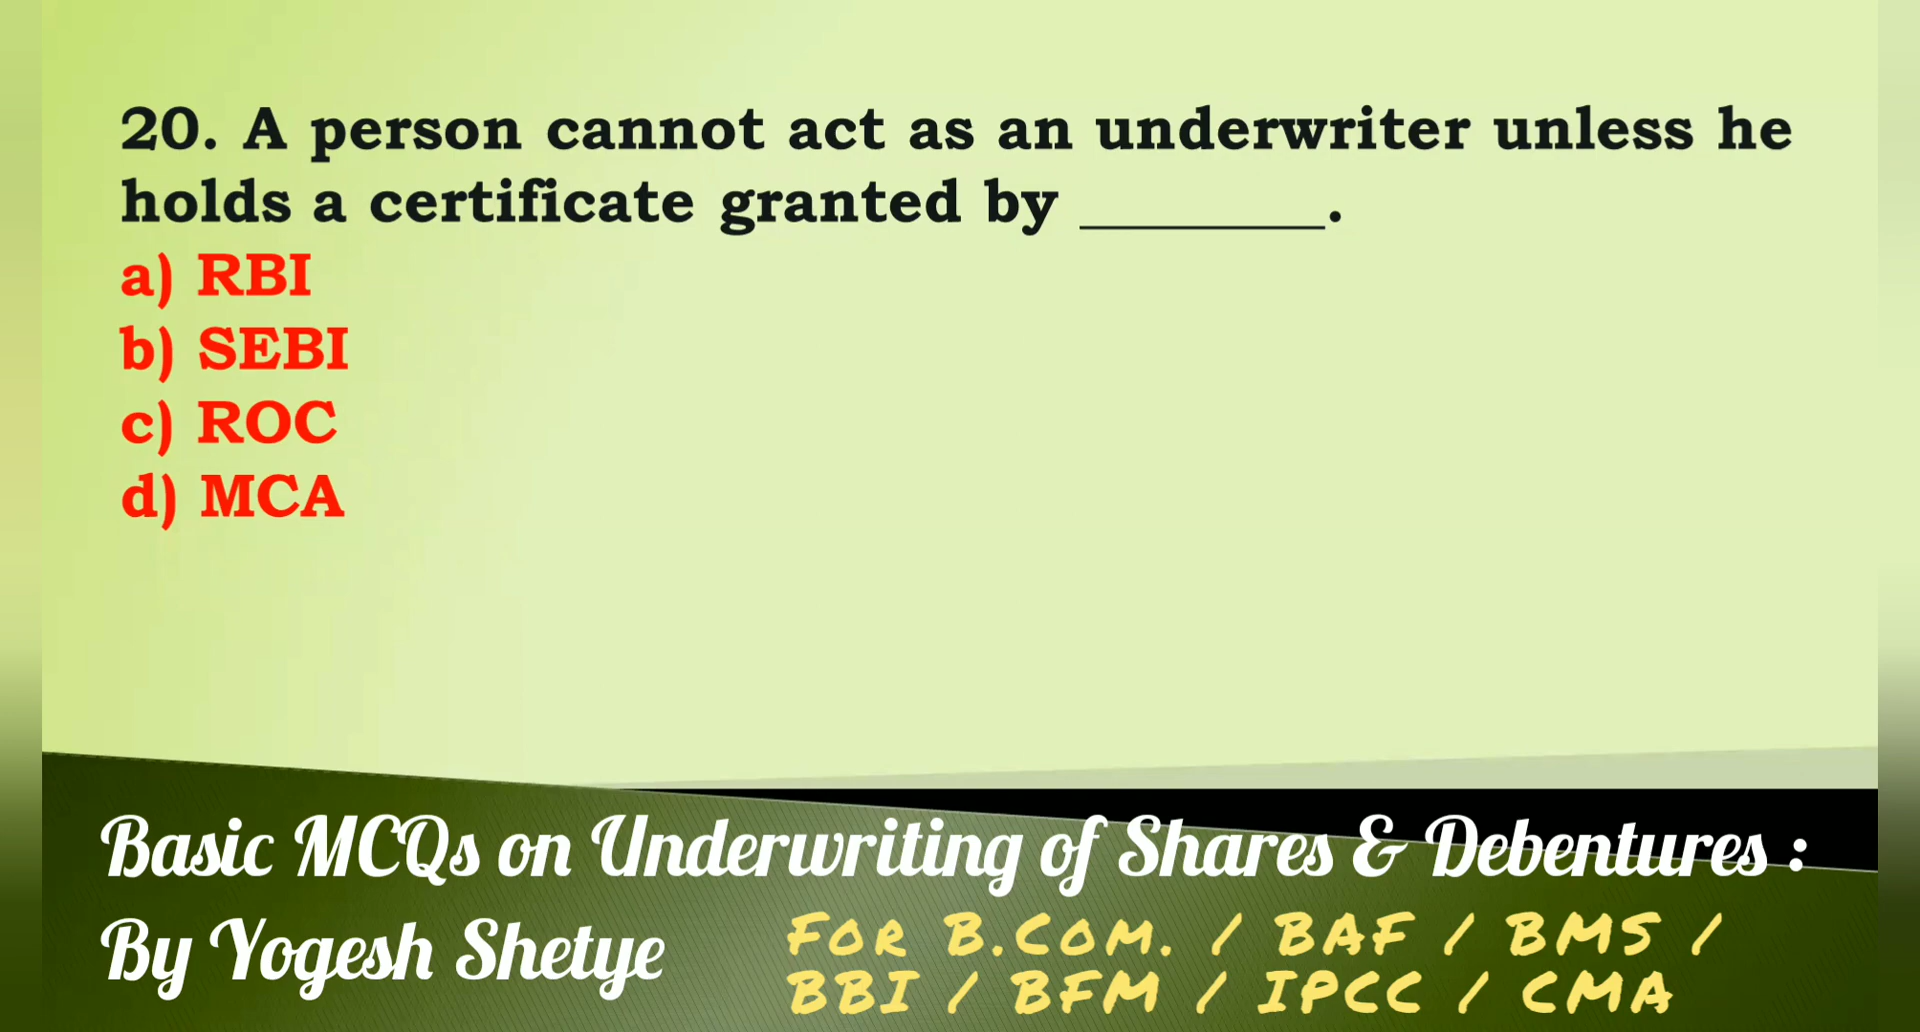 20. A person cannot act as an underwriter unless he
holds a certificate granted by ________.
a) RBI
b) SEBI
c) ROC
d) MCA
Basic MCQs on Underwriting of Shares & Debentures :
By Yogesh Shetye
FOR B.COM. / BAF / BMS /
BBI / BFM / IPCC / CMA